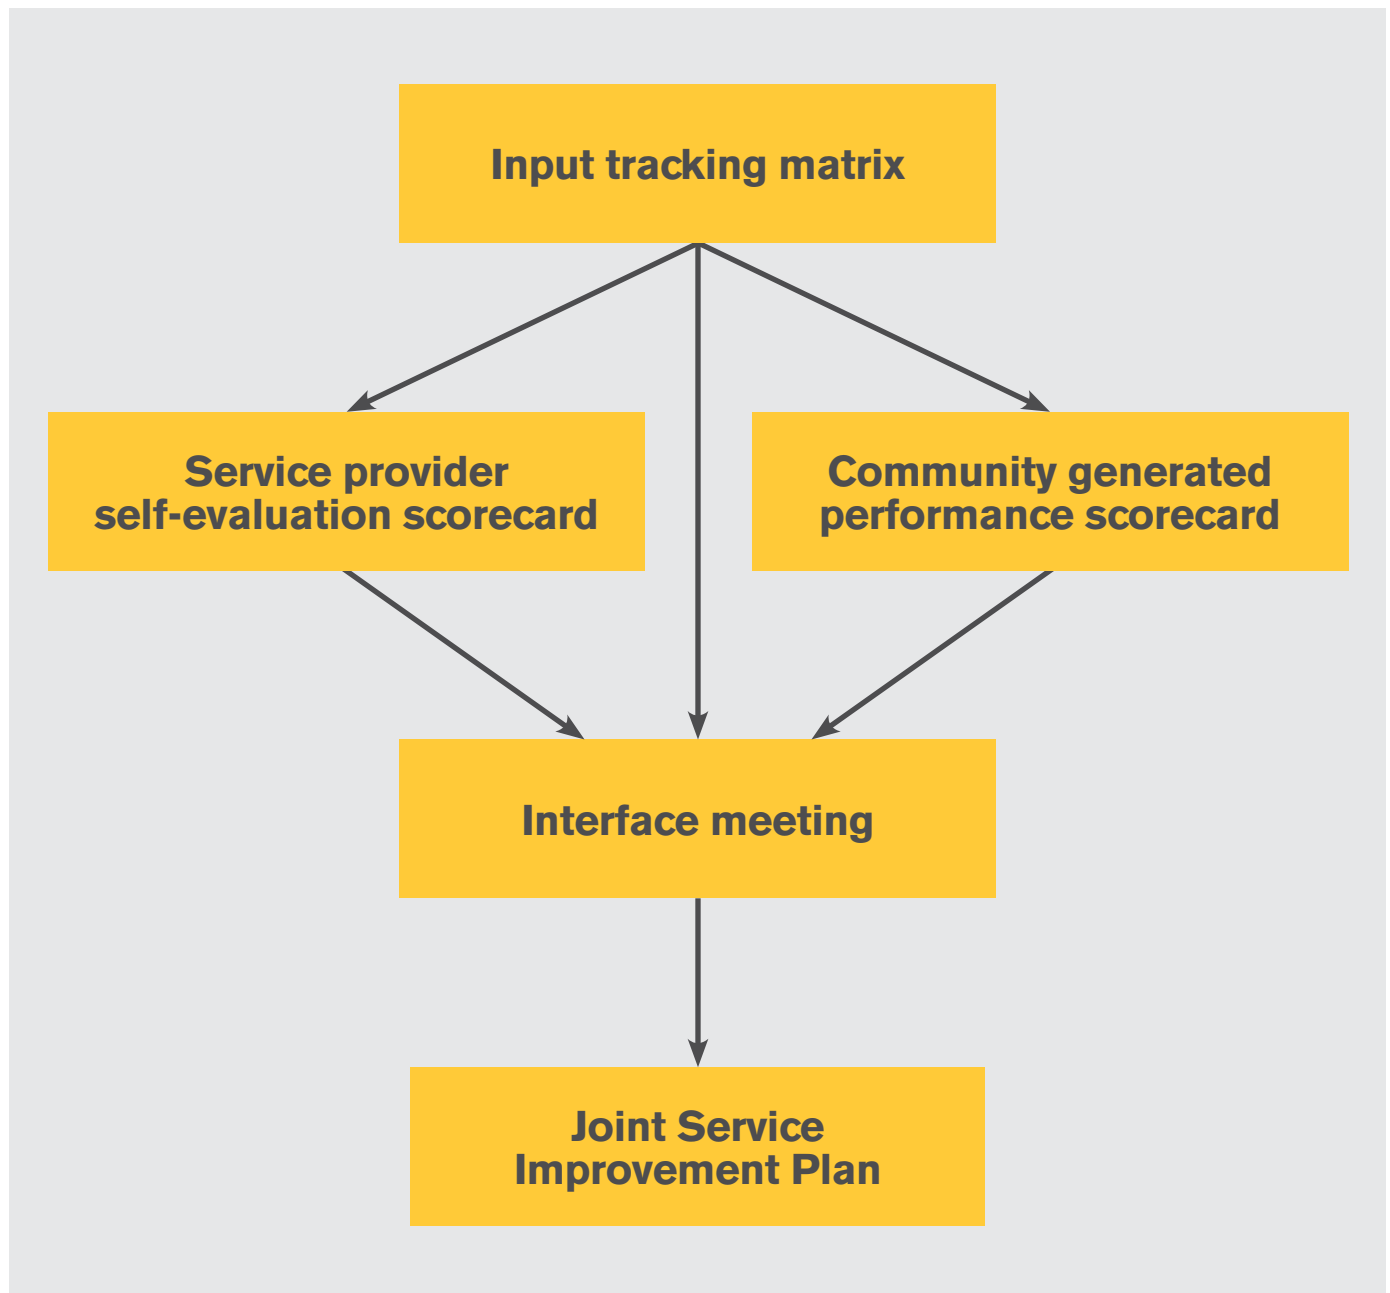 Input tracking matrix
Service provider
self-evaluation scorecard
Community generated
performance scorecard
Interface meeting
Joint Service
Improvement Plan